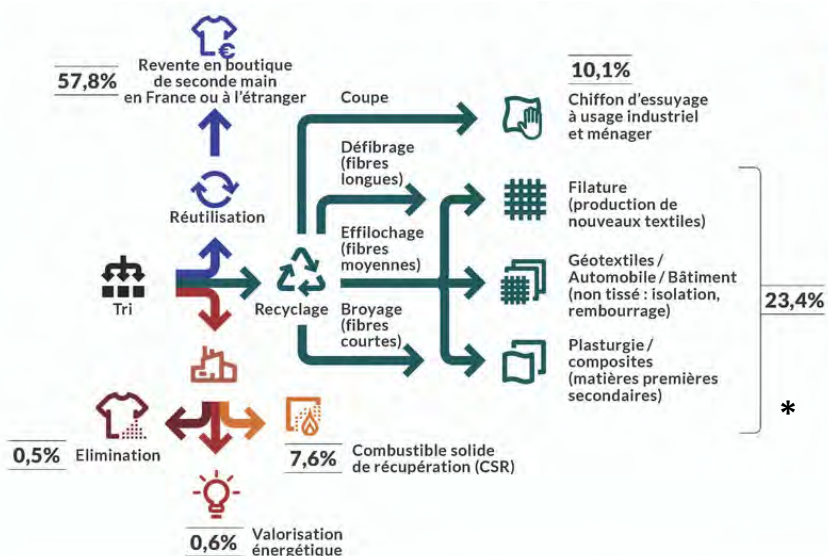 57,8%
Revente en boutique
de seconde main
en France ou à l'étranger
Réutilisation
Tri
Recyclage
Coupe
Défibrage
(fibres
longues)
Effilochage
(fibres
moyennes)
Broyage
(fibres
courtes)
10,1%
Chiffon d'essuyage
à usage industriel
et ménager
Filature
(production de
nouveaux textiles)
Géotextiles /
Automobile / Bâtiment
(non tissé : isolation,
rembourrage)
Plasturgie /
composites
(matières premières
secondaires)
23,4%
*
0,5%
Elimination
7,6%
Combustible solide
de récupération (CSR)
0,6%
Valorisation
énergétique